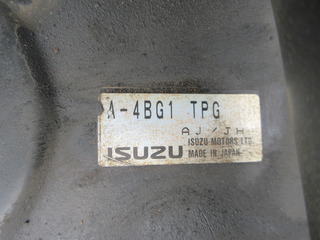 A-4BG1 TPG
AJ/JH
ISUZU ISUZU MOTORS LTD.
MADE IN JAPAN